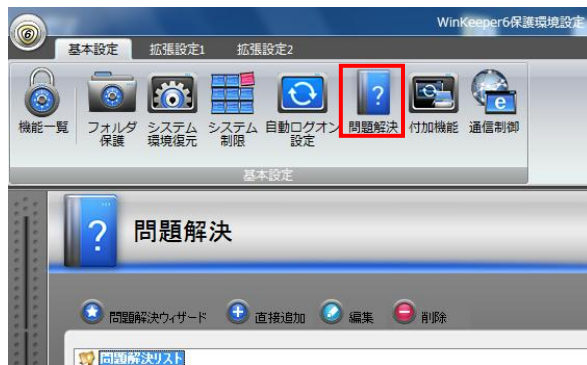 WinKeeper6保護環境設定
基本設定 拡張設定1 拡張設定2
機能一覧 フォルダ保護 システム環境復元 システム制限 自動ログオン設定 問題解決 付加機能 通信制御
基本設定
問題解決
問題解決ウィザード 直接追加 編集 削除
問題解決リスト